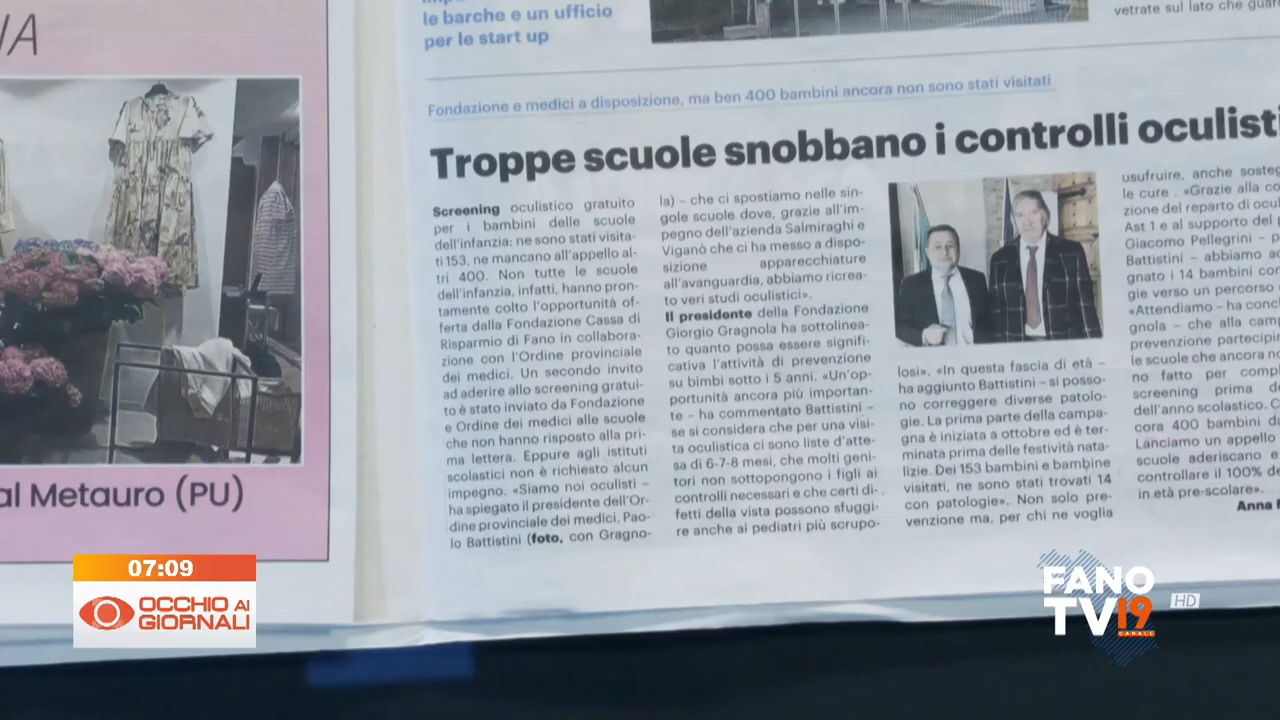 le barche e un ufficio
per le start up
vetrate sul lato che
Fondazione e medici a disposizione, ma ben 400 bambini ancora non sono stati visitati
Troppe scuole snobbano i controlli oculisti
Screening oculistico gratuito
per i bambini delle scuole
dell'infanzia: ne sono stati visita-
ti 153, ne mancano all'appello al-
tri 400. Non tutte le scuole
dell'infanzia, infatti, hanno pron-
tamente colto l'opportunità of-
ferta dalla Fondazione Cassa di
Risparmio di Fano in collabora-
zione con l'Ordine provinciale
dei medici. Un secondo invito
ad aderire allo screening gratui-
to è stato inviato da Fondazione
e Ordine dei medici alle scuole
che non hanno risposto alla pri-
ma lettera. Eppure agli istituti
scolastici non è richiesto alcun
impegno. «Siamo noi oculisti –
ha spiegato il presidente dell'Or-
dine provinciale dei medici, Pao-
lo Battistini (foto, con Gragno-
la) – che ci spostiamo nelle sin-
gole scuole dove, grazie all'im-
pegno dell'azienda Salmiraghi e
Viganò che ci ha messo a dispo-
sizione apparecchiature
all'avanguardia, abbiamo ricrea-
to veri studi oculistici».
Il presidente della Fondazione
Giorgio Gragnola ha sottolinea-
to quanto possa essere signifi-
cativa l'attività di prevenzione
su bimbi sotto i 5 anni. «Un'op-
portunità ancora più importan-
te – ha commentato Battistini –
se si considera che per una visi-
ta oculistica ci sono liste d'atte-
sa di 6-7-8 mesi, che molti geni-
tori non sottopongono i figli ai
controlli necessari e che certi di-
fetti della vista possono sfuggi-
re anche ai pediatri più scrupo-
losi». «In questa fascia di età –
ha aggiunto Battistini – si posso-
no correggere diverse patolo-
gie. La prima parte della campa-
gna è iniziata a ottobre ed è ter-
minata prima delle festività nata-
lizie. Dei 153 bambini e bambine
visitati, ne sono stati trovati 14
con patologie». Non solo pre-
venzione ma, per chi ne voglia
usufruire, anche sosteg
le cure . «Grazie alla co
zione del reparto di ocu
Ast 1 e al supporto del
Giacomo Pellegrini – p
Battistini – abbiamo ac
gnato i 14 bambini con
gie verso un percorso
«Attendiamo – ha conc
gnola – che alla camp
prevenzione partecipin
le scuole che ancora no
no fatto per compl
screening prima d
dell'anno scolastico. C
cora 400 bambini da
Lanciamo un appello
scuole aderiscano e
controllare il 100% de
in età pre-scolare».
Anna
al Metauro (PU)
07:09
OCCHIO AI
GIORNALI
FANO
TV19
CANALE
HD